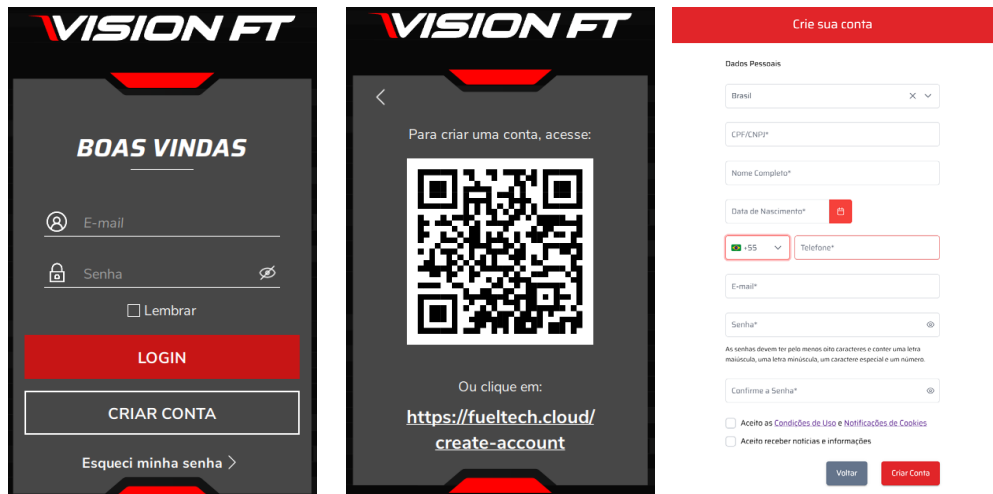 VISION FT
BOAS VINDAS
E-mail
Senha
Lembrar
LOGIN
CRIAR CONTA
Esqueci minha senha
VISION FT
Para criar uma conta, acesse:
Ou clique em:
https://fueltech.cloud/
create-account
Crie sua conta
Dados Pessoais
Brasil
CPF/CNPJ*
Nome Completo*
Data de Nascimento*
+55
Telefone*
E-mail*
Senha*
As senhas devem ter pelo menos oito caracteres e conter uma letra
maiúscula, uma letra minúscula, um caractere especial e um número.
Confirme a Senha*
Aceito as Condições de Uso e Notificações de Cookies
Aceito receber notícias e informações
Voltar
Criar Conta